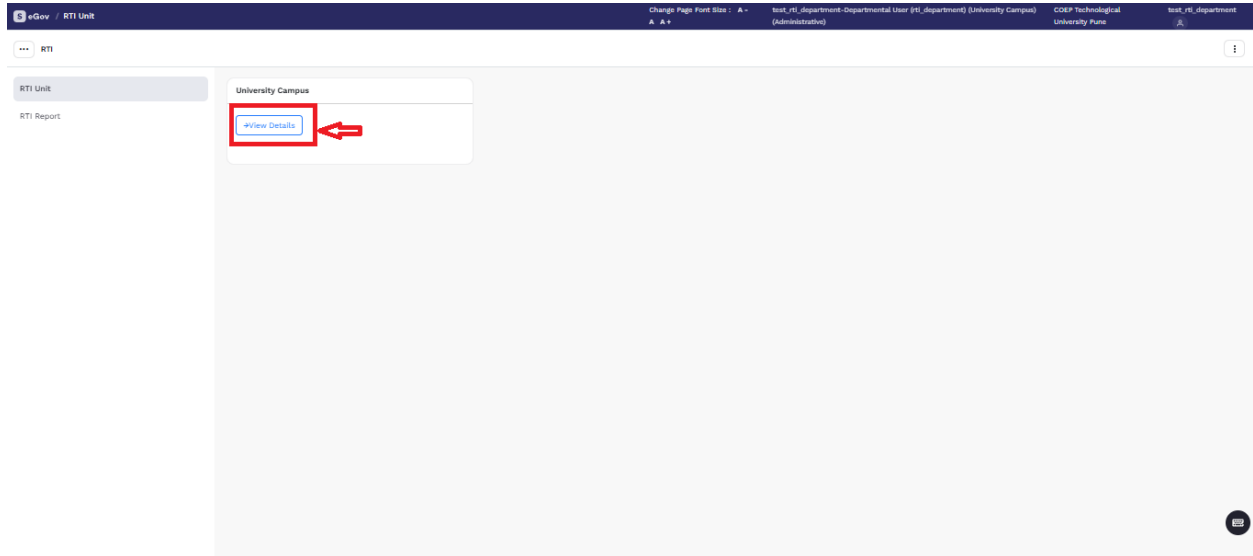 S eGov / RTI Unit
Change Page Font Size : A -
A A +
test_rti_department-Departmental User (rti_department) (University Campus)
(Administrative)
COEP Technological
University Pune
test_rti_department
RTI
RTI Unit
RTI Report
University Campus
→View Details